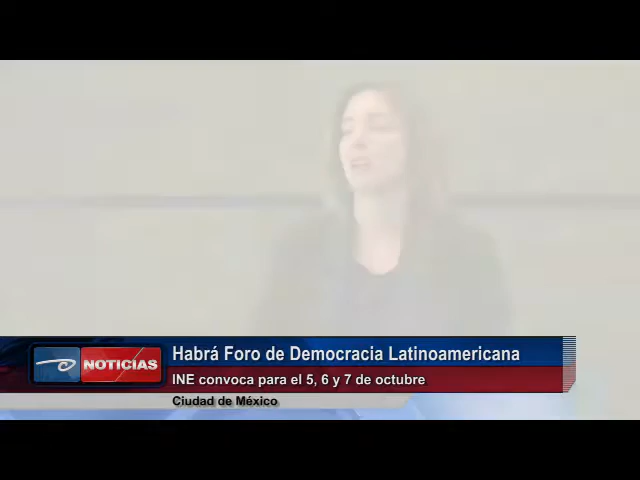 Habrá Foro de Democracia Latinoamericana
NOTICIAS
INE convoca para el 5, 6 y 7 de octubre
Ciudad de México